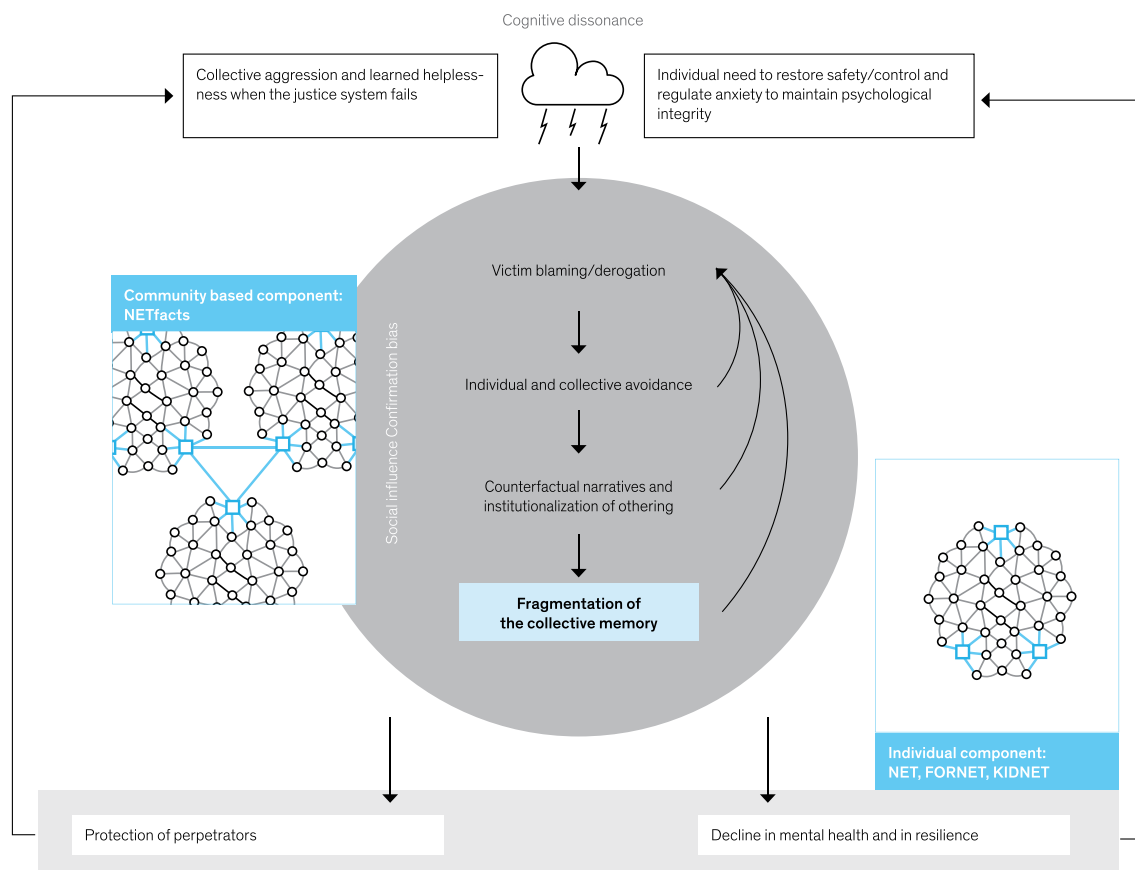 Cognitive dissonance
Collective aggression and learned helpless-
ness when the justice system fails
Individual need to restore safety/control and
regulate anxiety to maintain psychological
integrity
Victim blaming/derogation
Community based component:
NETfacts
Social influence Confirmation bias
Individual and collective avoidance
Counterfactual narratives and
institutionalization of othering
Fragmentation of
the collective memory
Individual component:
NET, FORNET, KIDNET
Protection of perpetrators
Decline in mental health and in resilience